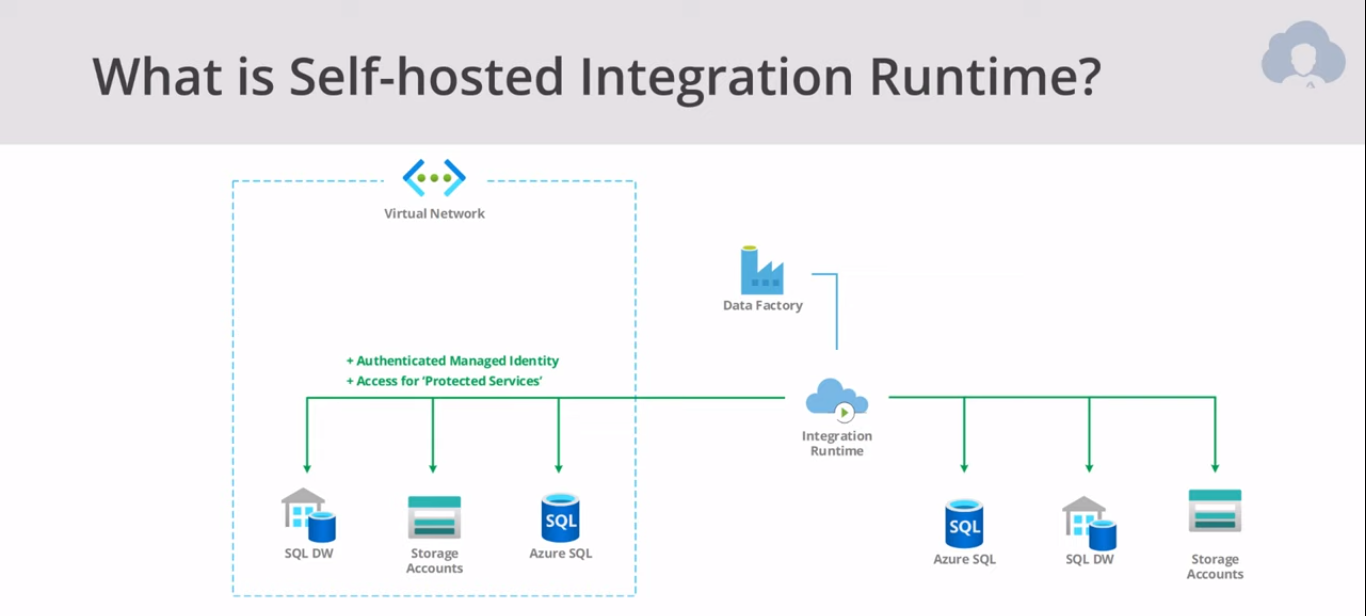 What is Self-hosted Integration Runtime?
Virtual Network
Data Factory
+ Authenticated Managed Identity
+ Access for ‘Protected Services’
Integration
Runtime
SQL
SQL DW
Storage
Accounts
Azure SQL
SQL
Azure SQL
SQL DW
Storage
Accounts